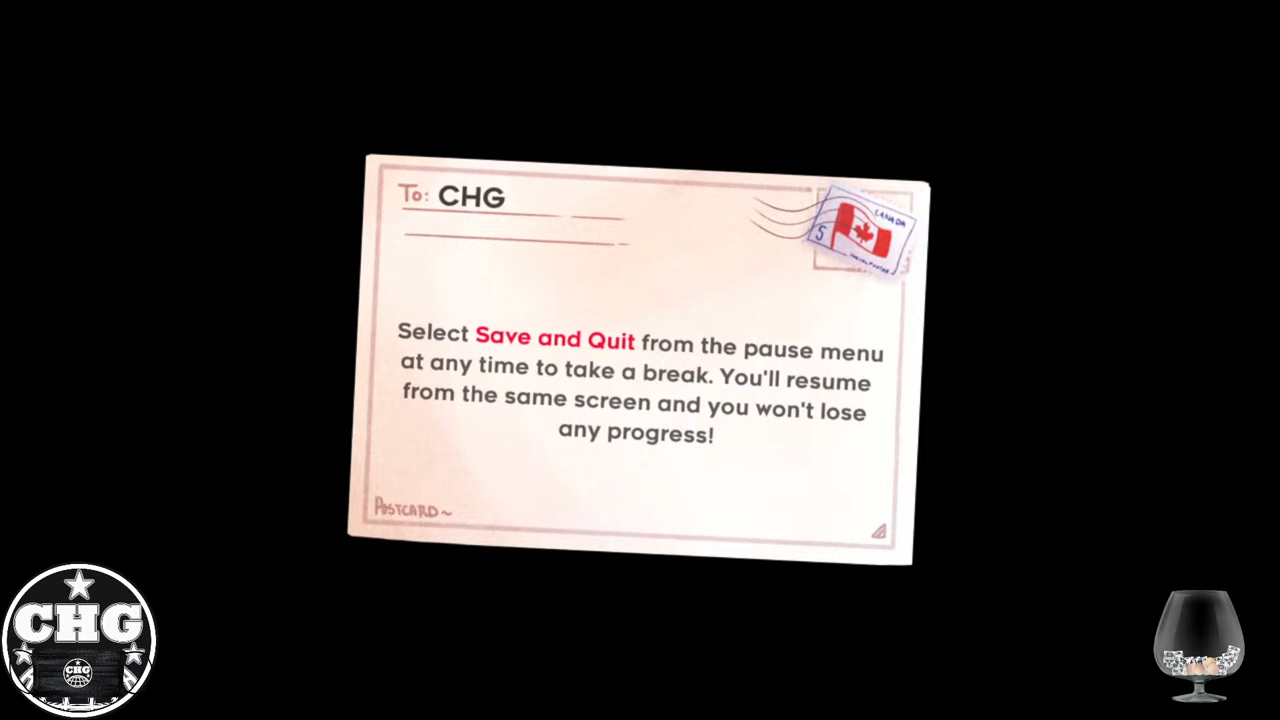 To: CHG
CANADA
5
Select Save and Quit from the pause menu
at any time to take a break. You'll resume
from the same screen and you won't lose
any progress!
POSTCARD~
CHG
CHG